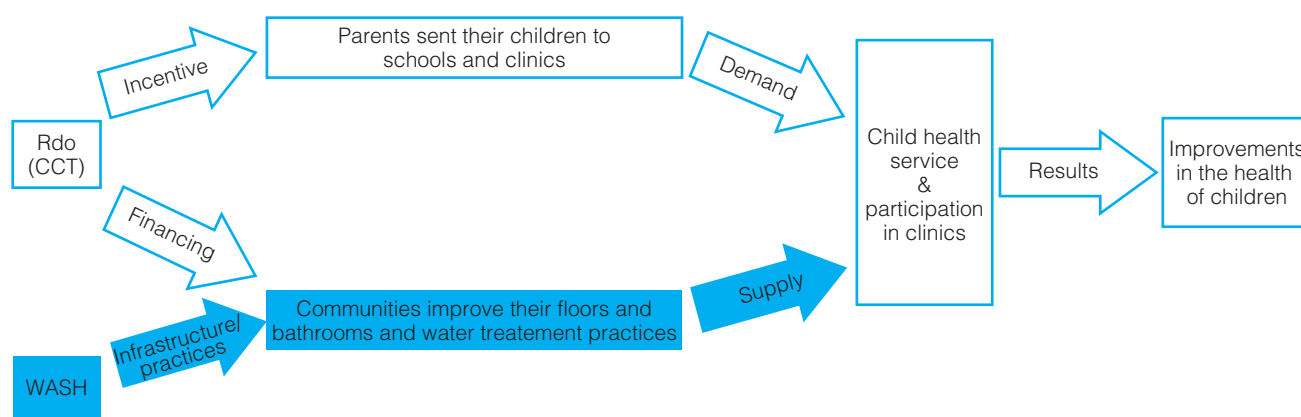 Parents sent their children to
schools and clinics
Incentive
Demand
Rdo
(CCT)
Child health
service
&
participation
in clinics
Results
Improvements
in the health
of children
Financing
Supply
Communities improve their floors and
bathrooms and water treatement practices
Infrastructure/
practices
WASH